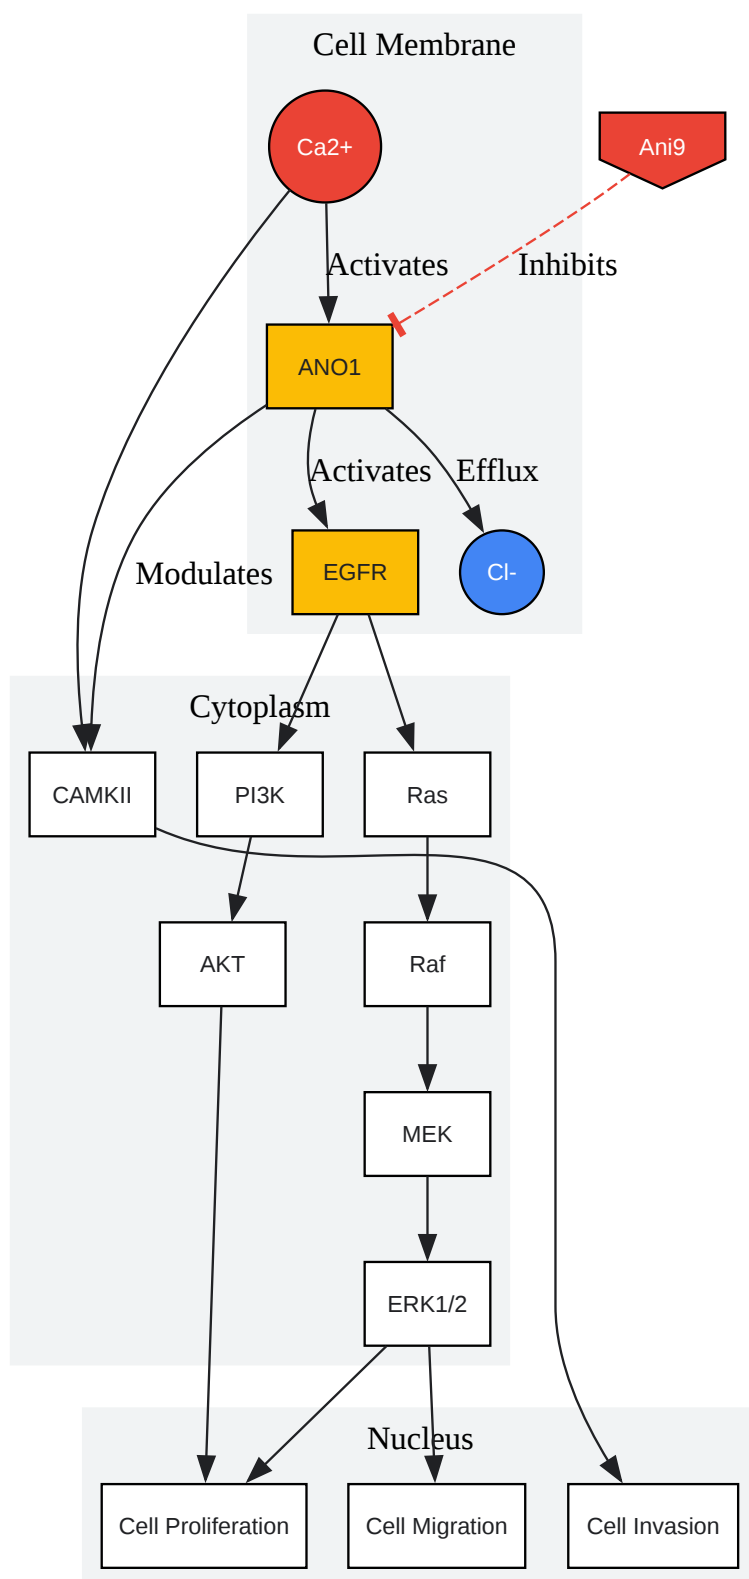 Cell Membrane
Ca2+
Ani9
Activates
Inhibits
ANO1
Activates
Efflux
Modulates
EGFR
Cl-
Cytoplasm
CAMKII
PI3K
Ras
AKT
Raf
MEK
ERK1/2
Nucleus
Cell Proliferation
Cell Migration
Cell Invasion